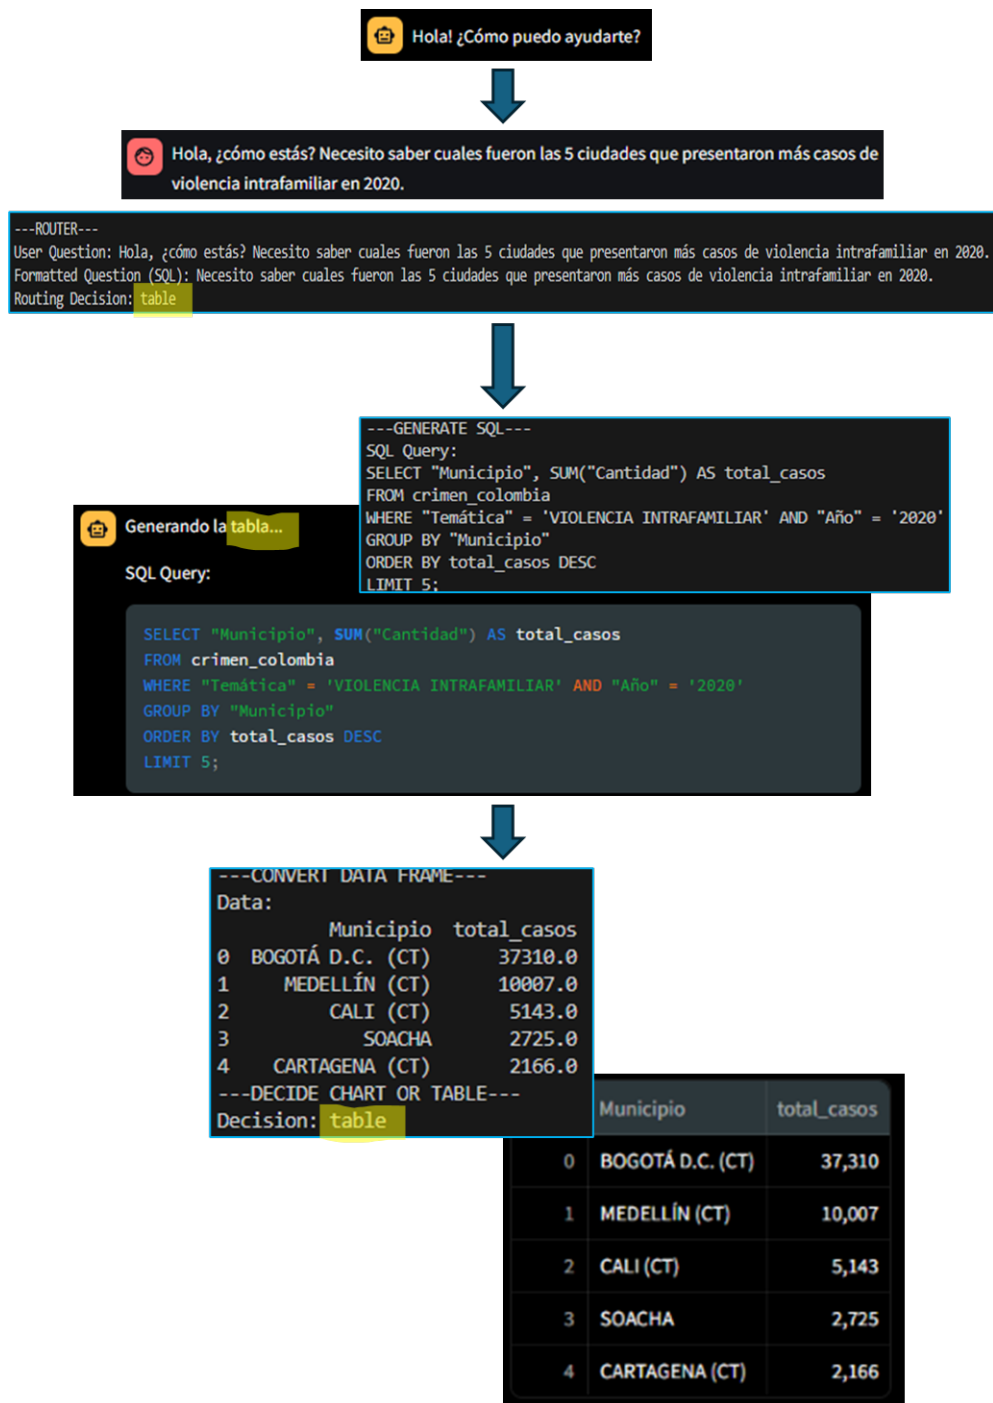 Hola! ¿Cómo puedo ayudarte?
Hola, ¿cómo estás? Necesito saber cuales fueron las 5 ciudades que presentaron más casos de
violencia intrafamiliar en 2020.
---ROUTER---
User Question: Hola, ¿cómo estás? Necesito saber cuales fueron las 5 ciudades que presentaron más casos de violencia intrafamiliar en 2020.
Formatted Question (SQL): Necesito saber cuales fueron las 5 ciudades que presentaron más casos de violencia intrafamiliar en 2020.
Routing Decision: table
---GENERATE SQL---
SQL Query:
SELECT "Municipio", SUM("Cantidad") AS total_casos
FROM crimen_colombia
WHERE "Temática" = 'VIOLENCIA INTRAFAMILIAR' AND "Año" = '2020'
GROUP BY "Municipio"
ORDER BY total_casos DESC
LIMIT 5;
Generando la tabla...
SQL Query:
SELECT "Municipio", SUM("Cantidad") AS total_casos
FROM crimen_colombia
WHERE "Temática" = 'VIOLENCIA INTRAFAMILIAR' AND "Año" = '2020'
GROUP BY "Municipio"
ORDER BY total_casos DESC
LIMIT 5;
---CONVERT DATA FRAME---
Data:
Municipio total_casos
0 BOGOTÁ D.C. (CT) 37310.0
1 MEDELLÍN (CT) 10007.0
2 CALI (CT) 5143.0
3 SOACHA 2725.0
4 CARTAGENA (CT) 2166.0
---DECIDE CHART OR TABLE---
Decision: table
Municipio total_casos
0 BOGOTÁ D.C. (CT) 37,310
1 MEDELLÍN (CT) 10,007
2 CALI (CT) 5,143
3 SOACHA 2,725
4 CARTAGENA (CT) 2,166